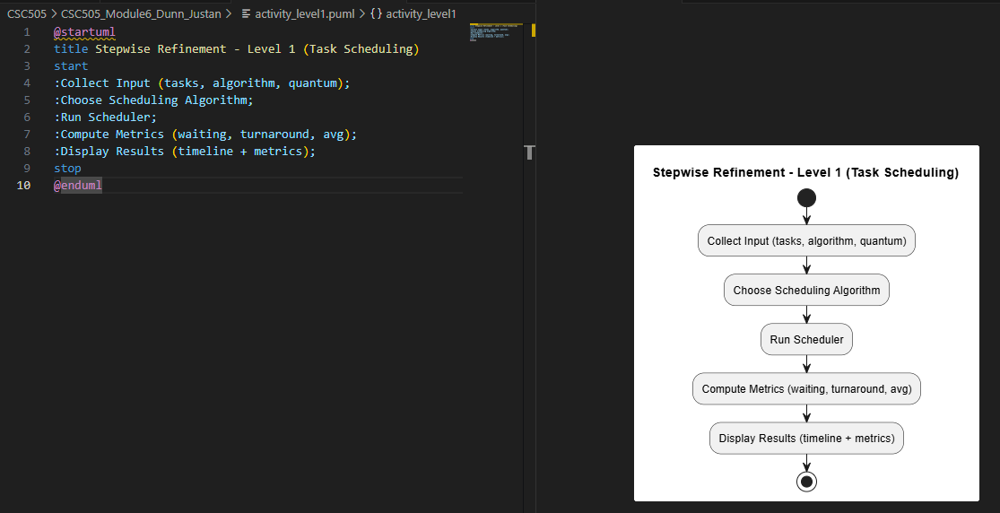 CSC505 > CSC505_Module6_Dunn_Justan > activity_level1.puml > {} activity_level1
1 @startuml
2 title Stepwise Refinement - Level 1 (Task Scheduling)
3 start
4 :Collect Input (tasks, algorithm, quantum);
5 :Choose Scheduling Algorithm;
6 :Run Scheduler;
7 :Compute Metrics (waiting, turnaround, avg);
8 :Display Results (timeline + metrics);
9 stop
10 @enduml
Stepwise Refinement - Level 1 (Task Scheduling)
Collect Input (tasks, algorithm, quantum)
Choose Scheduling Algorithm
Run Scheduler
Compute Metrics (waiting, turnaround, avg)
Display Results (timeline + metrics)